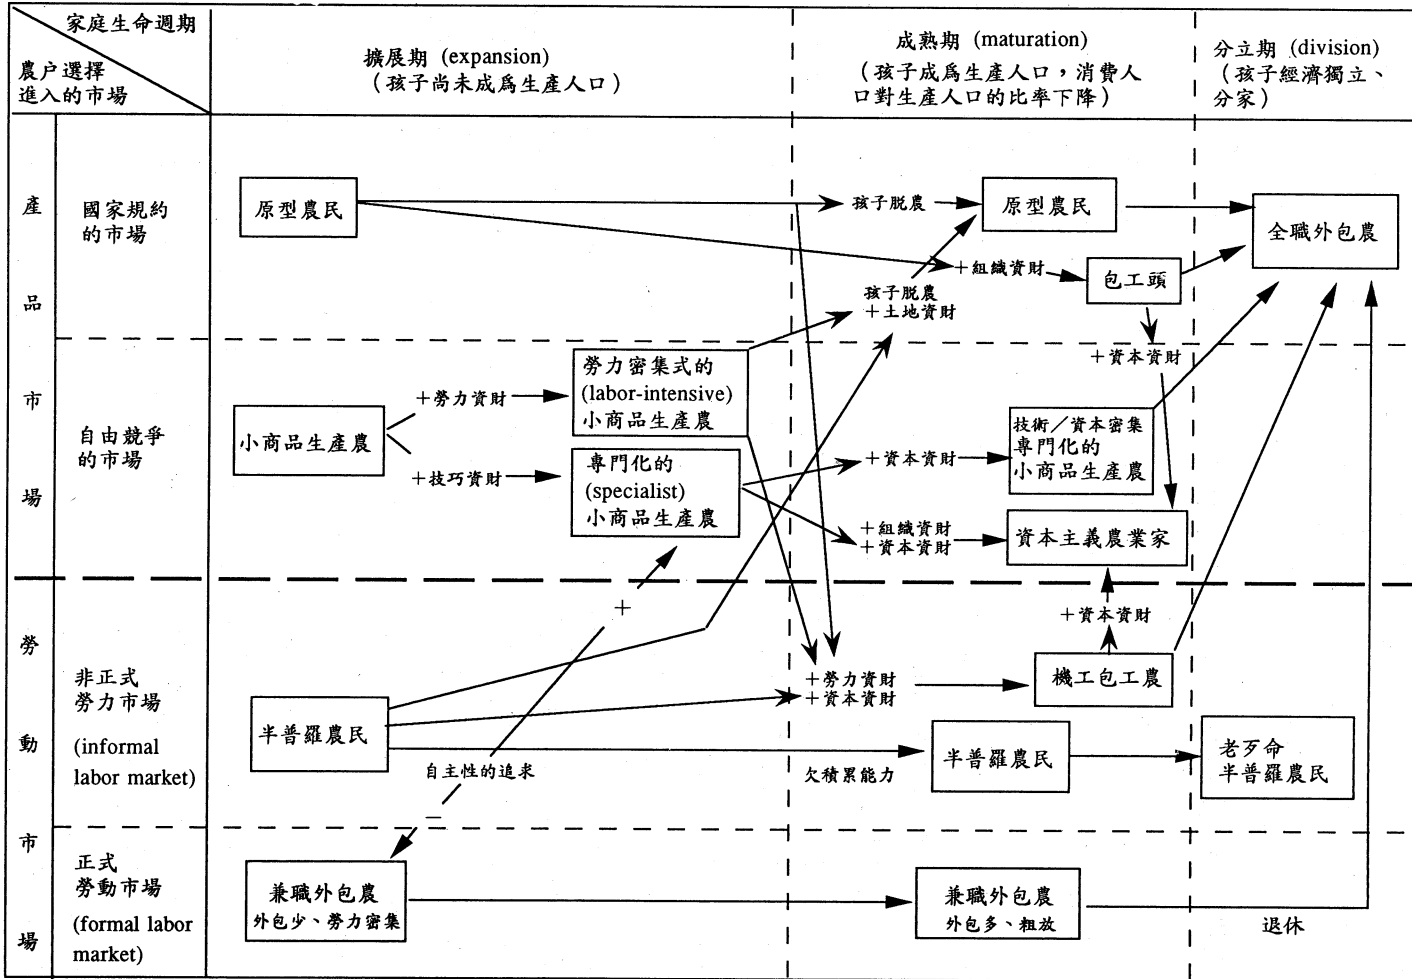 家庭生命週期
農户選擇
進入的市場
擴展期 (expansion)
（孩子尚未成爲生產人口）
成熟期 (maturation)
（孩子成爲生產人口，消費人
口對生產人口的比率下降）
分立期 (division)
（孩子經濟獨立、
分家）
產品市場
國家規約
的市場
原型農民
孩子脱農
原型農民
全職外包農
＋組織資財
包工頭
孩子脱農
＋土地資財
＋資本資財
自由競爭
的市場
小商品生產農
＋勞力資財
勞力密集式的
(labor-intensive)
小商品生產農
＋技巧資財
專門化的
(specialist)
小商品生產農
＋資本資財
技術／資本密集
專門化的
小商品生產農
＋組織資財
＋資本資財
資本主義農業家
勞動市場
非正式
勞力市場
(informal
labor market)
半普羅農民
＋
自主性的追求
－
＋勞力資財
＋資本資財
＋資本資財
機工包工農
欠積累能力
半普羅農民
老歹命
半普羅農民
正式
勞動市場
(formal labor
market)
兼職外包農
外包少、勞力密集
兼職外包農
外包多、粗放
退休